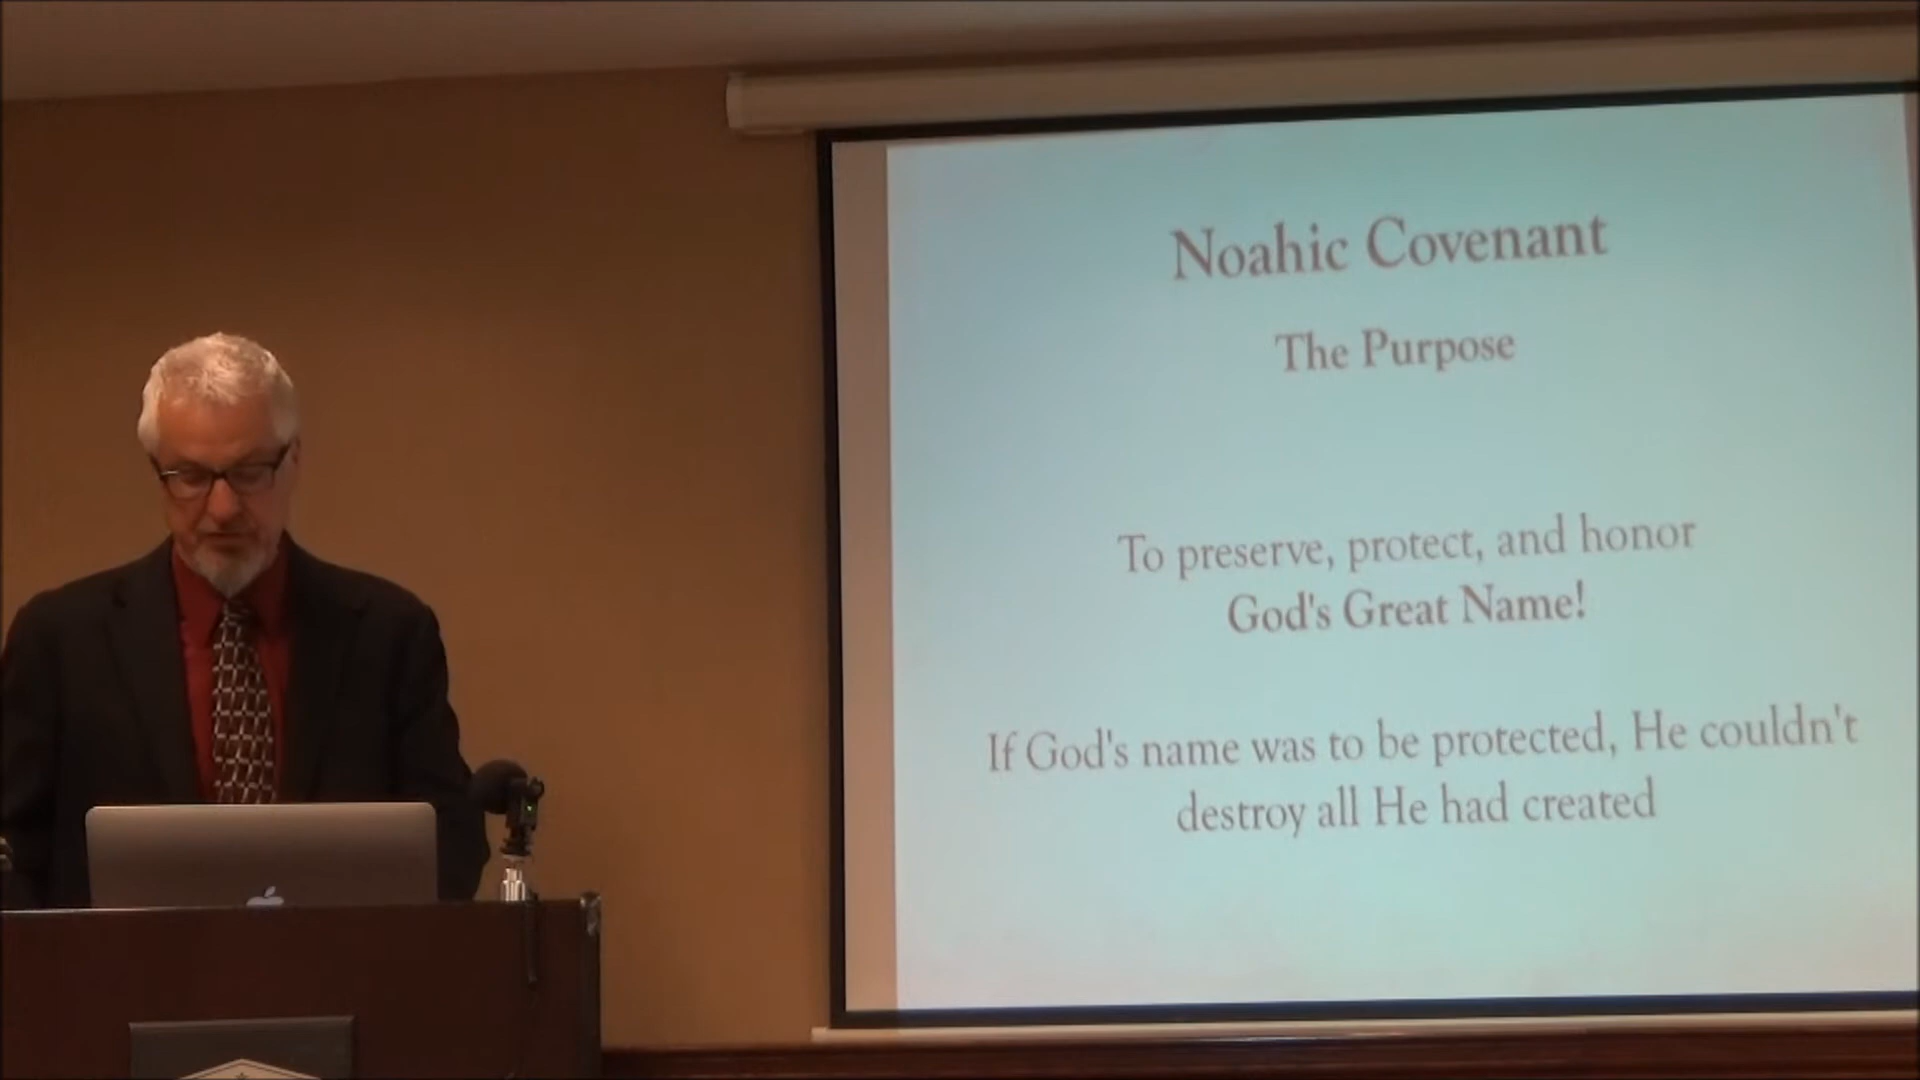 Noahic Covenant
The Purpose
To preserve, protect, and honor
God's Great Name!
If God's name was to be protected, He couldn't
destroy all He had created